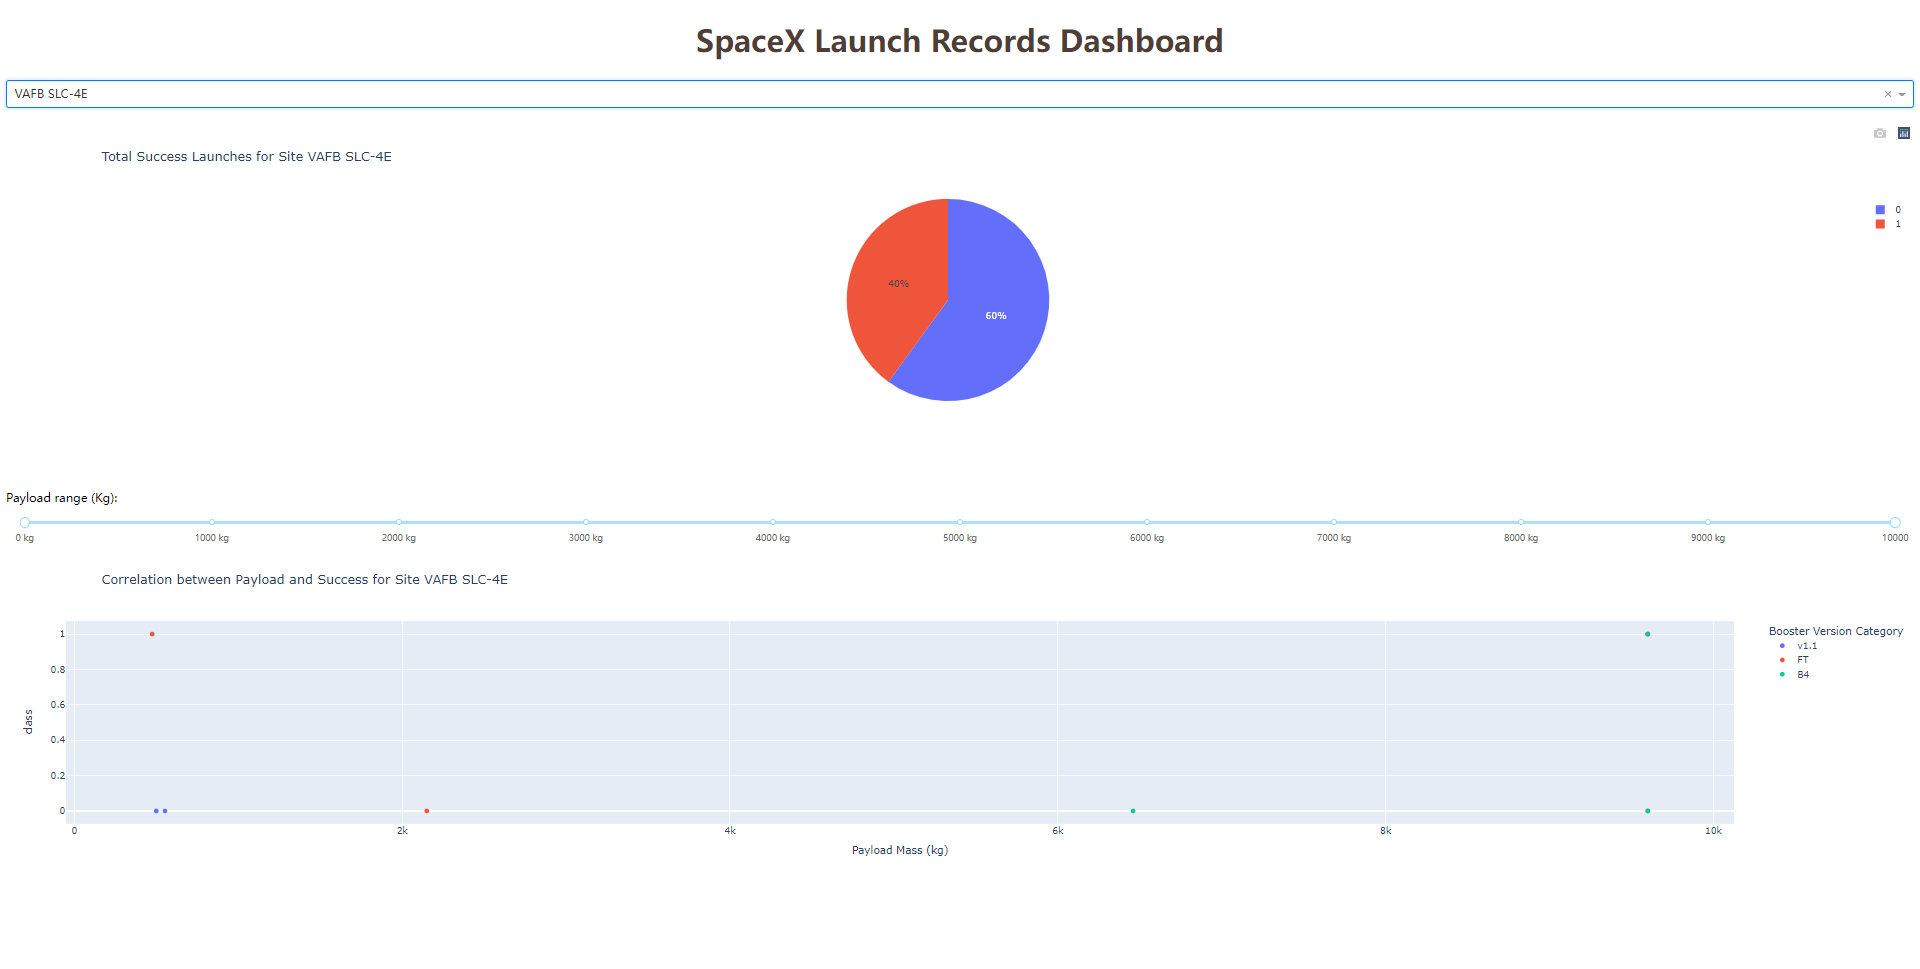 SpaceX Launch Records Dashboard
VAFB SLC-4E
Total Success Launches for Site VAFB SLC-4E
0
1
40%
60%
Payload range (Kg):
0 kg 1000 kg 2000 kg 3000 kg 4000 kg 5000 kg 6000 kg 7000 kg 8000 kg 9000 kg 10000
Correlation between Payload and Success for Site VAFB SLC-4E
Booster Version Category
v1.1
FT
B4
class
1
0.8
0.6
0.4
0.2
0
0 2k 4k 6k 8k 10k
Payload Mass (kg)